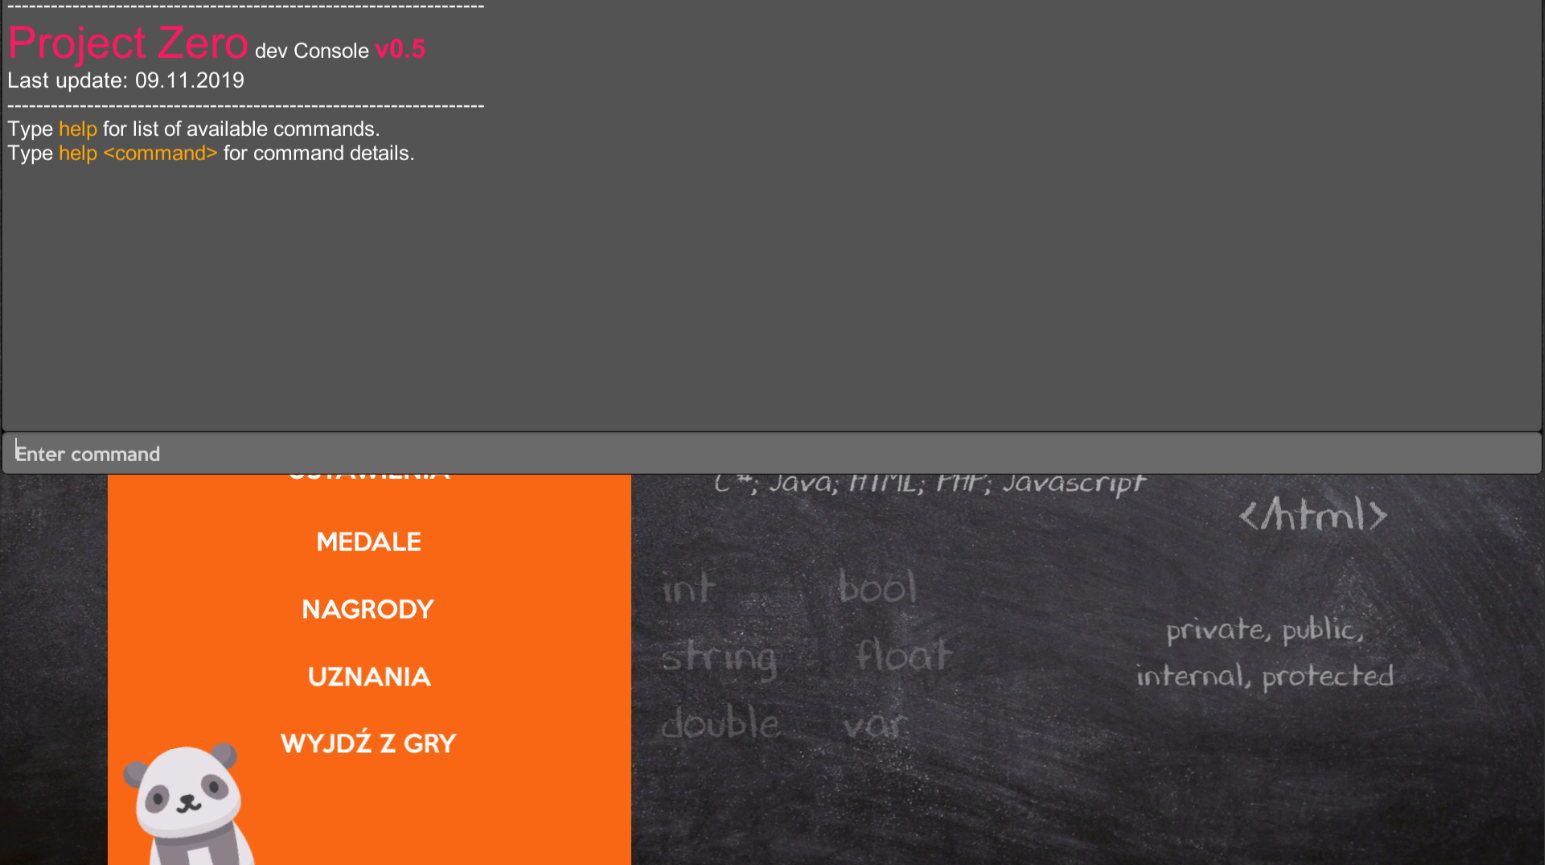 ------------------------------------------------------------------
Project Zero dev Console v0.5
Last update: 09.11.2019
------------------------------------------------------------------
Type help for list of available commands.
Type help <command> for command details.
Enter command
USTAWIENIA
MEDALE
NAGRODY
UZNANIA
WYJDŹ Z GRY
C#; Java; HTML; PHP; Javascript
</html>
int bool
string float
double var
private, public,
internal, protected